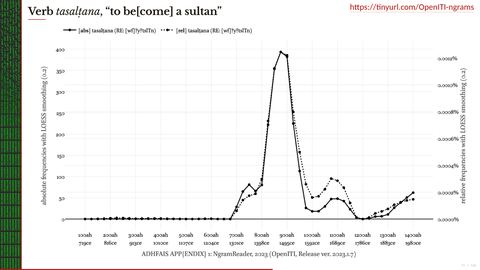 Verb tasalṭana, “to be[come] a sultan”
https://tinyurl.com/OpenITI-ngrams
[abs] tasalṭana (RE: [wf]?y?tslTn) [rel] tasalṭana (RE: [wf]?y?tslTn)
absolute frequencies with LOESS smoothing (0.2)
400
350
300
250
200
150
100
50
0
0.0012%
0.0010%
0.0008%
0.0006%
0.0004%
0.0002%
0.0000%
relative frequencies with LOESS smoothing (0.2)
100ah 200ah 300ah 400ah 500ah 600ah 700ah 800ah 900ah 1000ah 1100ah 1200ah 1300ah 1400ah
719ce 816ce 913ce 1010ce 1107ce 1204ce 1301ce 1398ce 1495ce 1592ce 1689ce 1786ce 1883ce 1980ce
ADHFAIS APP[ENDIX] 1: NgramReader, 2023 (OpenITI, Release ver. 2023.1.7)